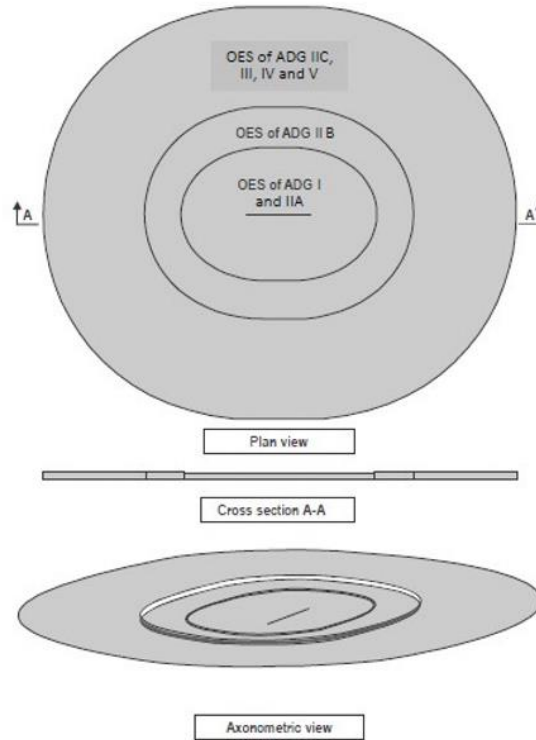 OES of ADG IIC,
III, IV and V
OES of ADG II B
OES of ADG I
and IIA
A
A'
Plan view
Cross section A-A
Axonometric view